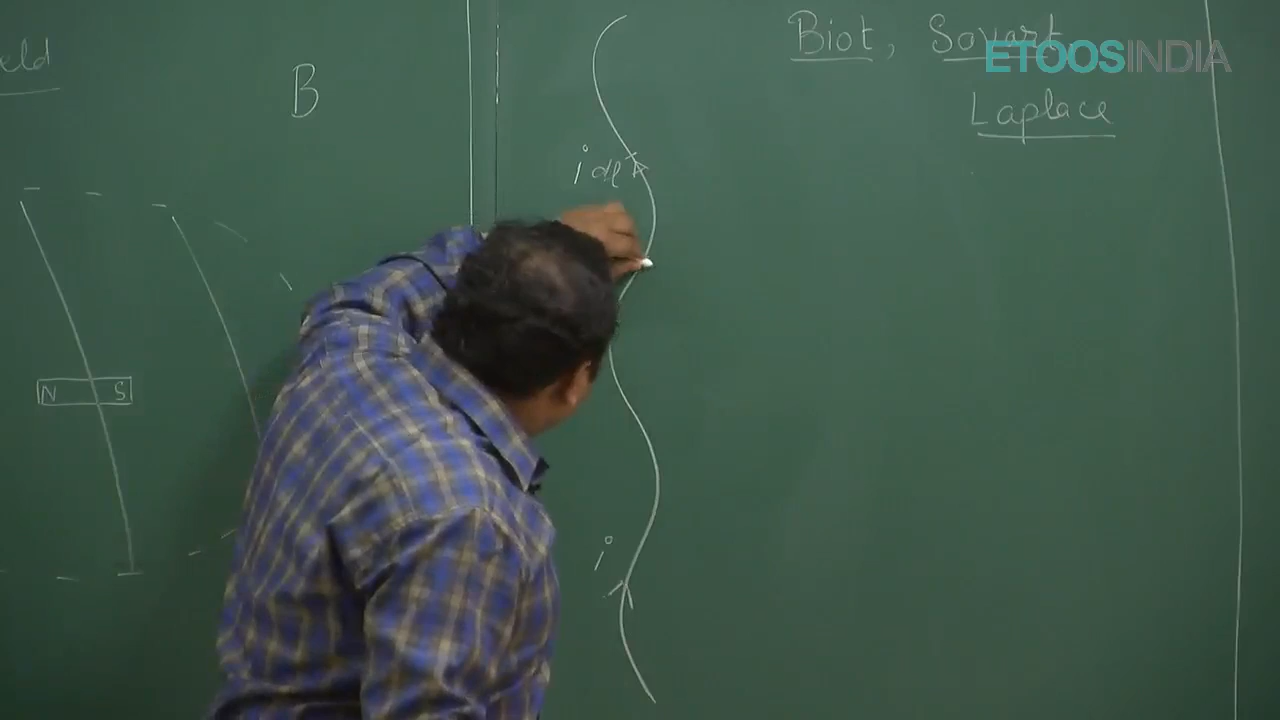 eld
B
N S
i dl
i
Biot, Savart
Laplace
ETOOSINDIA